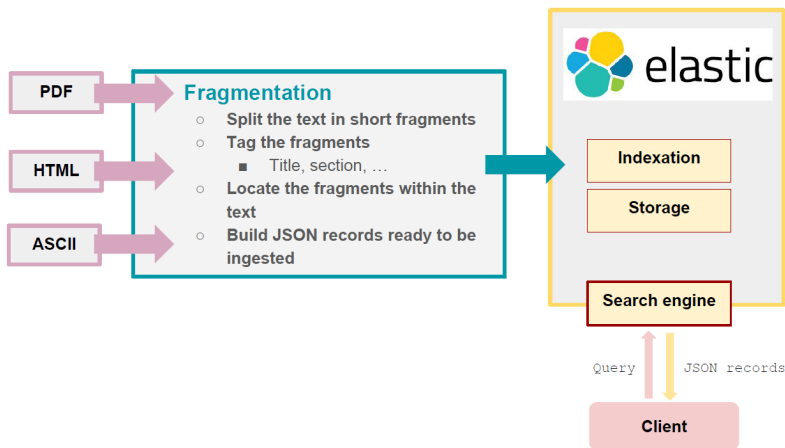 PDF
HTML
ASCII
Fragmentation
○ Split the text in short fragments
○ Tag the fragments
■ Title, section, ...
○ Locate the fragments within the
text
○ Build JSON records ready to be
ingested
elastic
Indexation
Storage
Search engine
Query
JSON records
Client